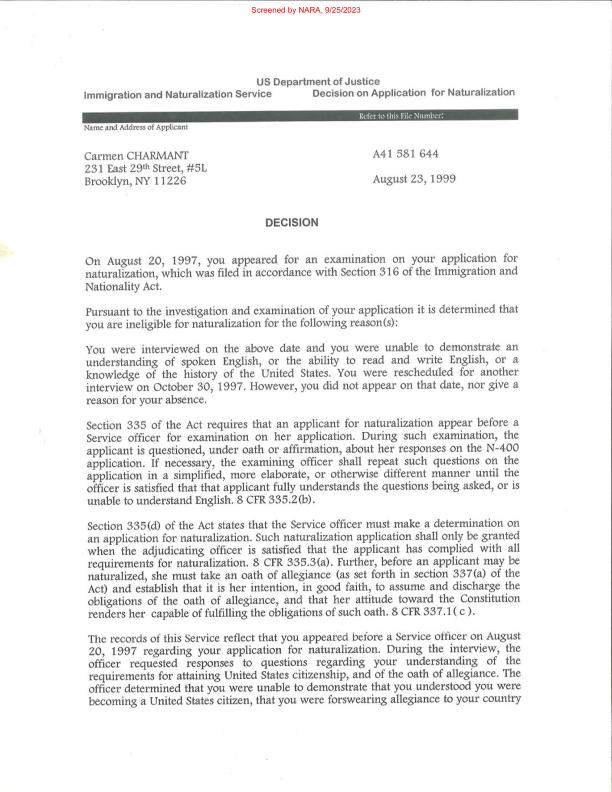 Screened by NARA, 9/25/2023
US Department of Justice
Immigration and Naturalization Service Decision on Application for Naturalization
Refer to this File Number:
Name and Address of Applicant
Carmen CHARMANT A41 581 644
231 East 29th Street, #5L
Brooklyn, NY 11226 August 23, 1999
DECISION
On August 20, 1997, you appeared for an examination on your application for
naturalization, which was filed in accordance with Section 316 of the Immigration and
Nationality Act.
Pursuant to the investigation and examination of your application it is determined that
you are ineligible for naturalization for the following reason(s):
You were interviewed on the above date and you were unable to demonstrate an
understanding of spoken English, or the ability to read and write English, or a
knowledge of the history of the United States. You were rescheduled for another
interview on October 30, 1997. However, you did not appear on that date, nor give a
reason for your absence.
Section 335 of the Act requires that an applicant for naturalization appear before a
Service officer for examination on her application. During such examination, the
applicant is questioned, under oath or affirmation, about her responses on the N-400
application. If necessary, the examining officer shall repeat such questions on the
application in a simplified, more elaborate, or otherwise different manner until the
officer is satisfied that that applicant fully understands the questions being asked, or is
unable to understand English. 8 CFR 335.2(b).
Section 335(d) of the Act states that the Service officer must make a determination on
an application for naturalization. Such naturalization application shall only be granted
when the adjudicating officer is satisfied that the applicant has complied with all
requirements for naturalization. 8 CFR 335.3(a). Further, before an applicant may be
naturalized, she must take an oath of allegiance (as set forth in section 337(a) of the
Act) and establish that it is her intention, in good faith, to assume and discharge the
obligations of the oath of allegiance, and that her attitude toward the Constitution
renders her capable of fulfilling the obligations of such oath. 8 CFR 337.1( c ).
The records of this Service reflect that you appeared before a Service officer on August
20, 1997 regarding your application for naturalization. During the interview, the
officer requested responses to questions regarding your understanding of the
requirements for attaining United States citizenship, and of the oath of allegiance. The
officer determined that you were unable to demonstrate that you understood you were
becoming a United States citizen, that you were forswearing allegiance to your country